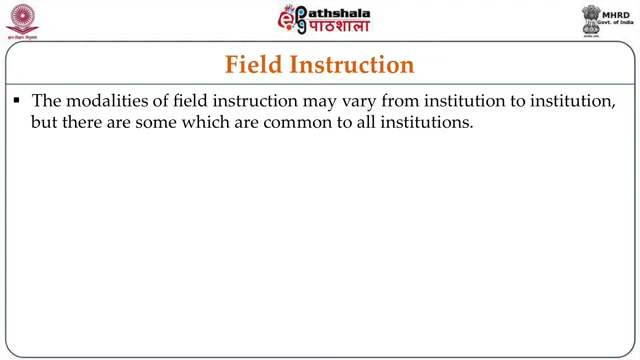 ePathshala
पाठशाला
MHRD
Govt. of India
Field Instruction
▪ The modalities of field instruction may vary from institution to institution,
but there are some which are common to all institutions.